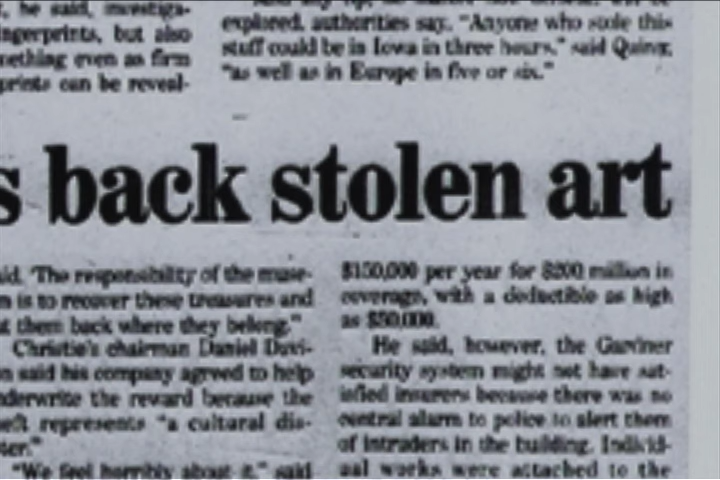 , he said, investiga-
ngerprints, but also
mething even as firm
prints can be reveal-
explored, authorities say. "Anyone who stole this
stuff could be in Iowa in three hours," said Quinn,
"as well as in Europe in five or six."
s back stolen art
aid. "The responsibility of the muse-
m is to recover these treasures and
t them back where they belong."
Christie's chairman Daniel Davi-
n said his company agreed to help
nderwrite the reward because the
heft represents "a cultural dis-
ter."
"We feel horribly about it," said
$150,000 per year for $200 million in
coverage, with a deductible as high
as $50,000.
He said, however, the Gardner
security system might not have sat-
isfied insurers because there was no
central alarm to police to alert them
of intruders in the building. Individ-
ual works were attached to the